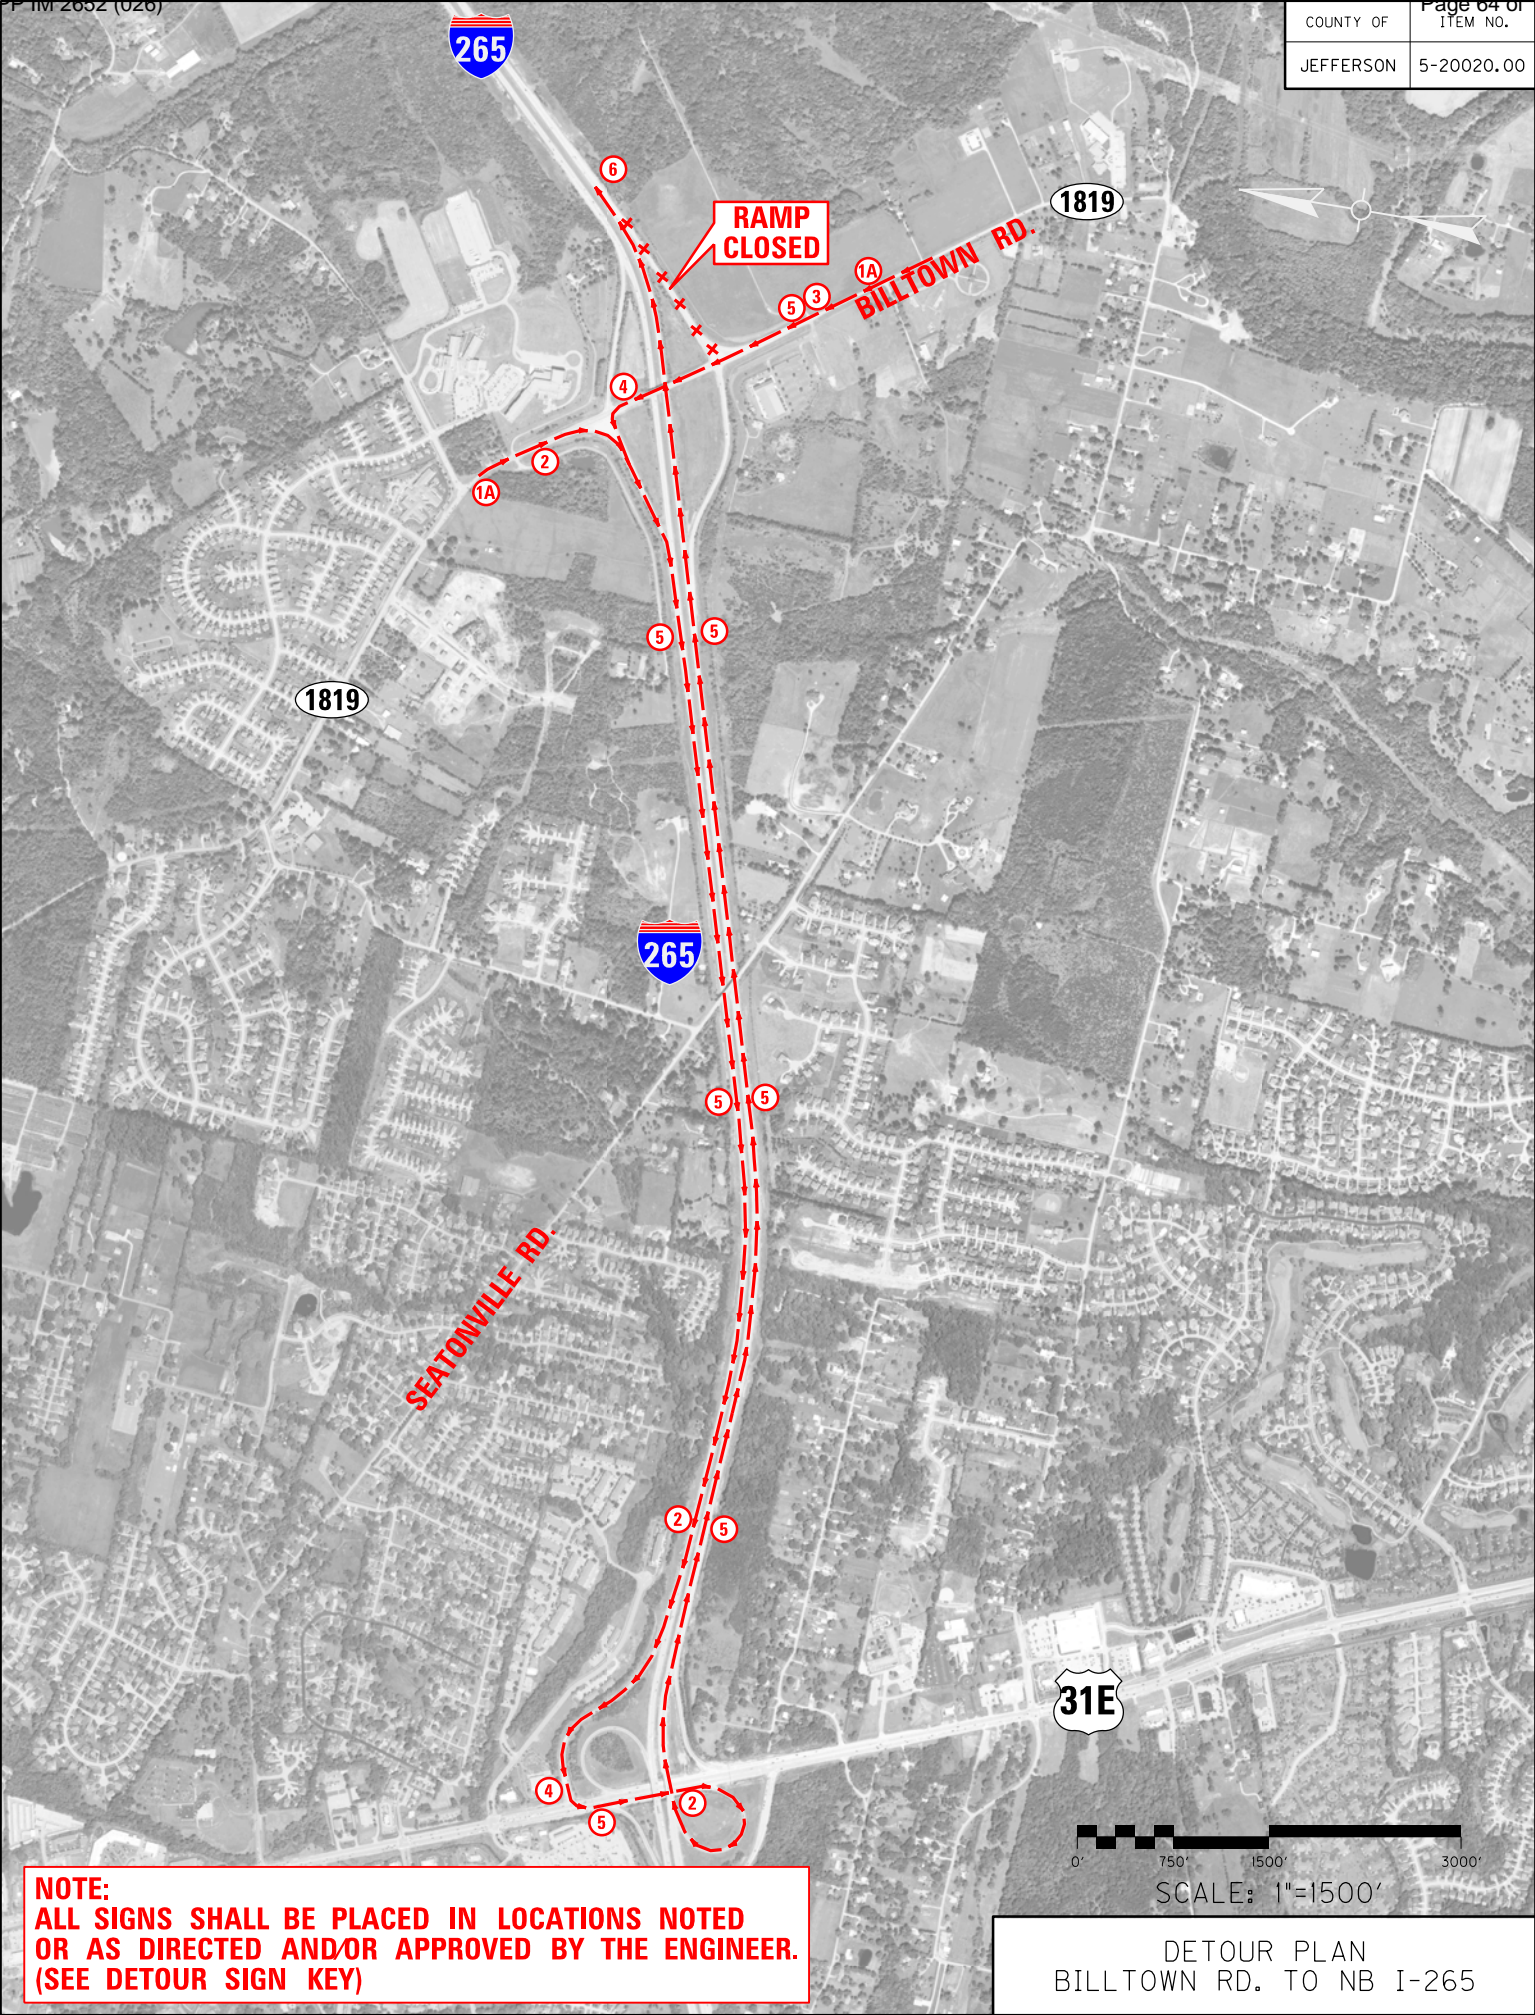 PP IM 2652 (026)
Page 64 of
COUNTY OF
ITEM NO.
JEFFERSON
5-20020.00
265
6
RAMP
CLOSED
1819
BILLTOWN RD.
1A
3
5
4
2
1A
5
5
1819
265
5
5
SEATONVILLE RD.
2
5
31E
4
2
5
0'
750'
1500'
3000'
SCALE: 1"=1500'
NOTE:
ALL SIGNS SHALL BE PLACED IN LOCATIONS NOTED
OR AS DIRECTED AND/OR APPROVED BY THE ENGINEER.
(SEE DETOUR SIGN KEY)
DETOUR PLAN
BILLTOWN RD. TO NB I-265